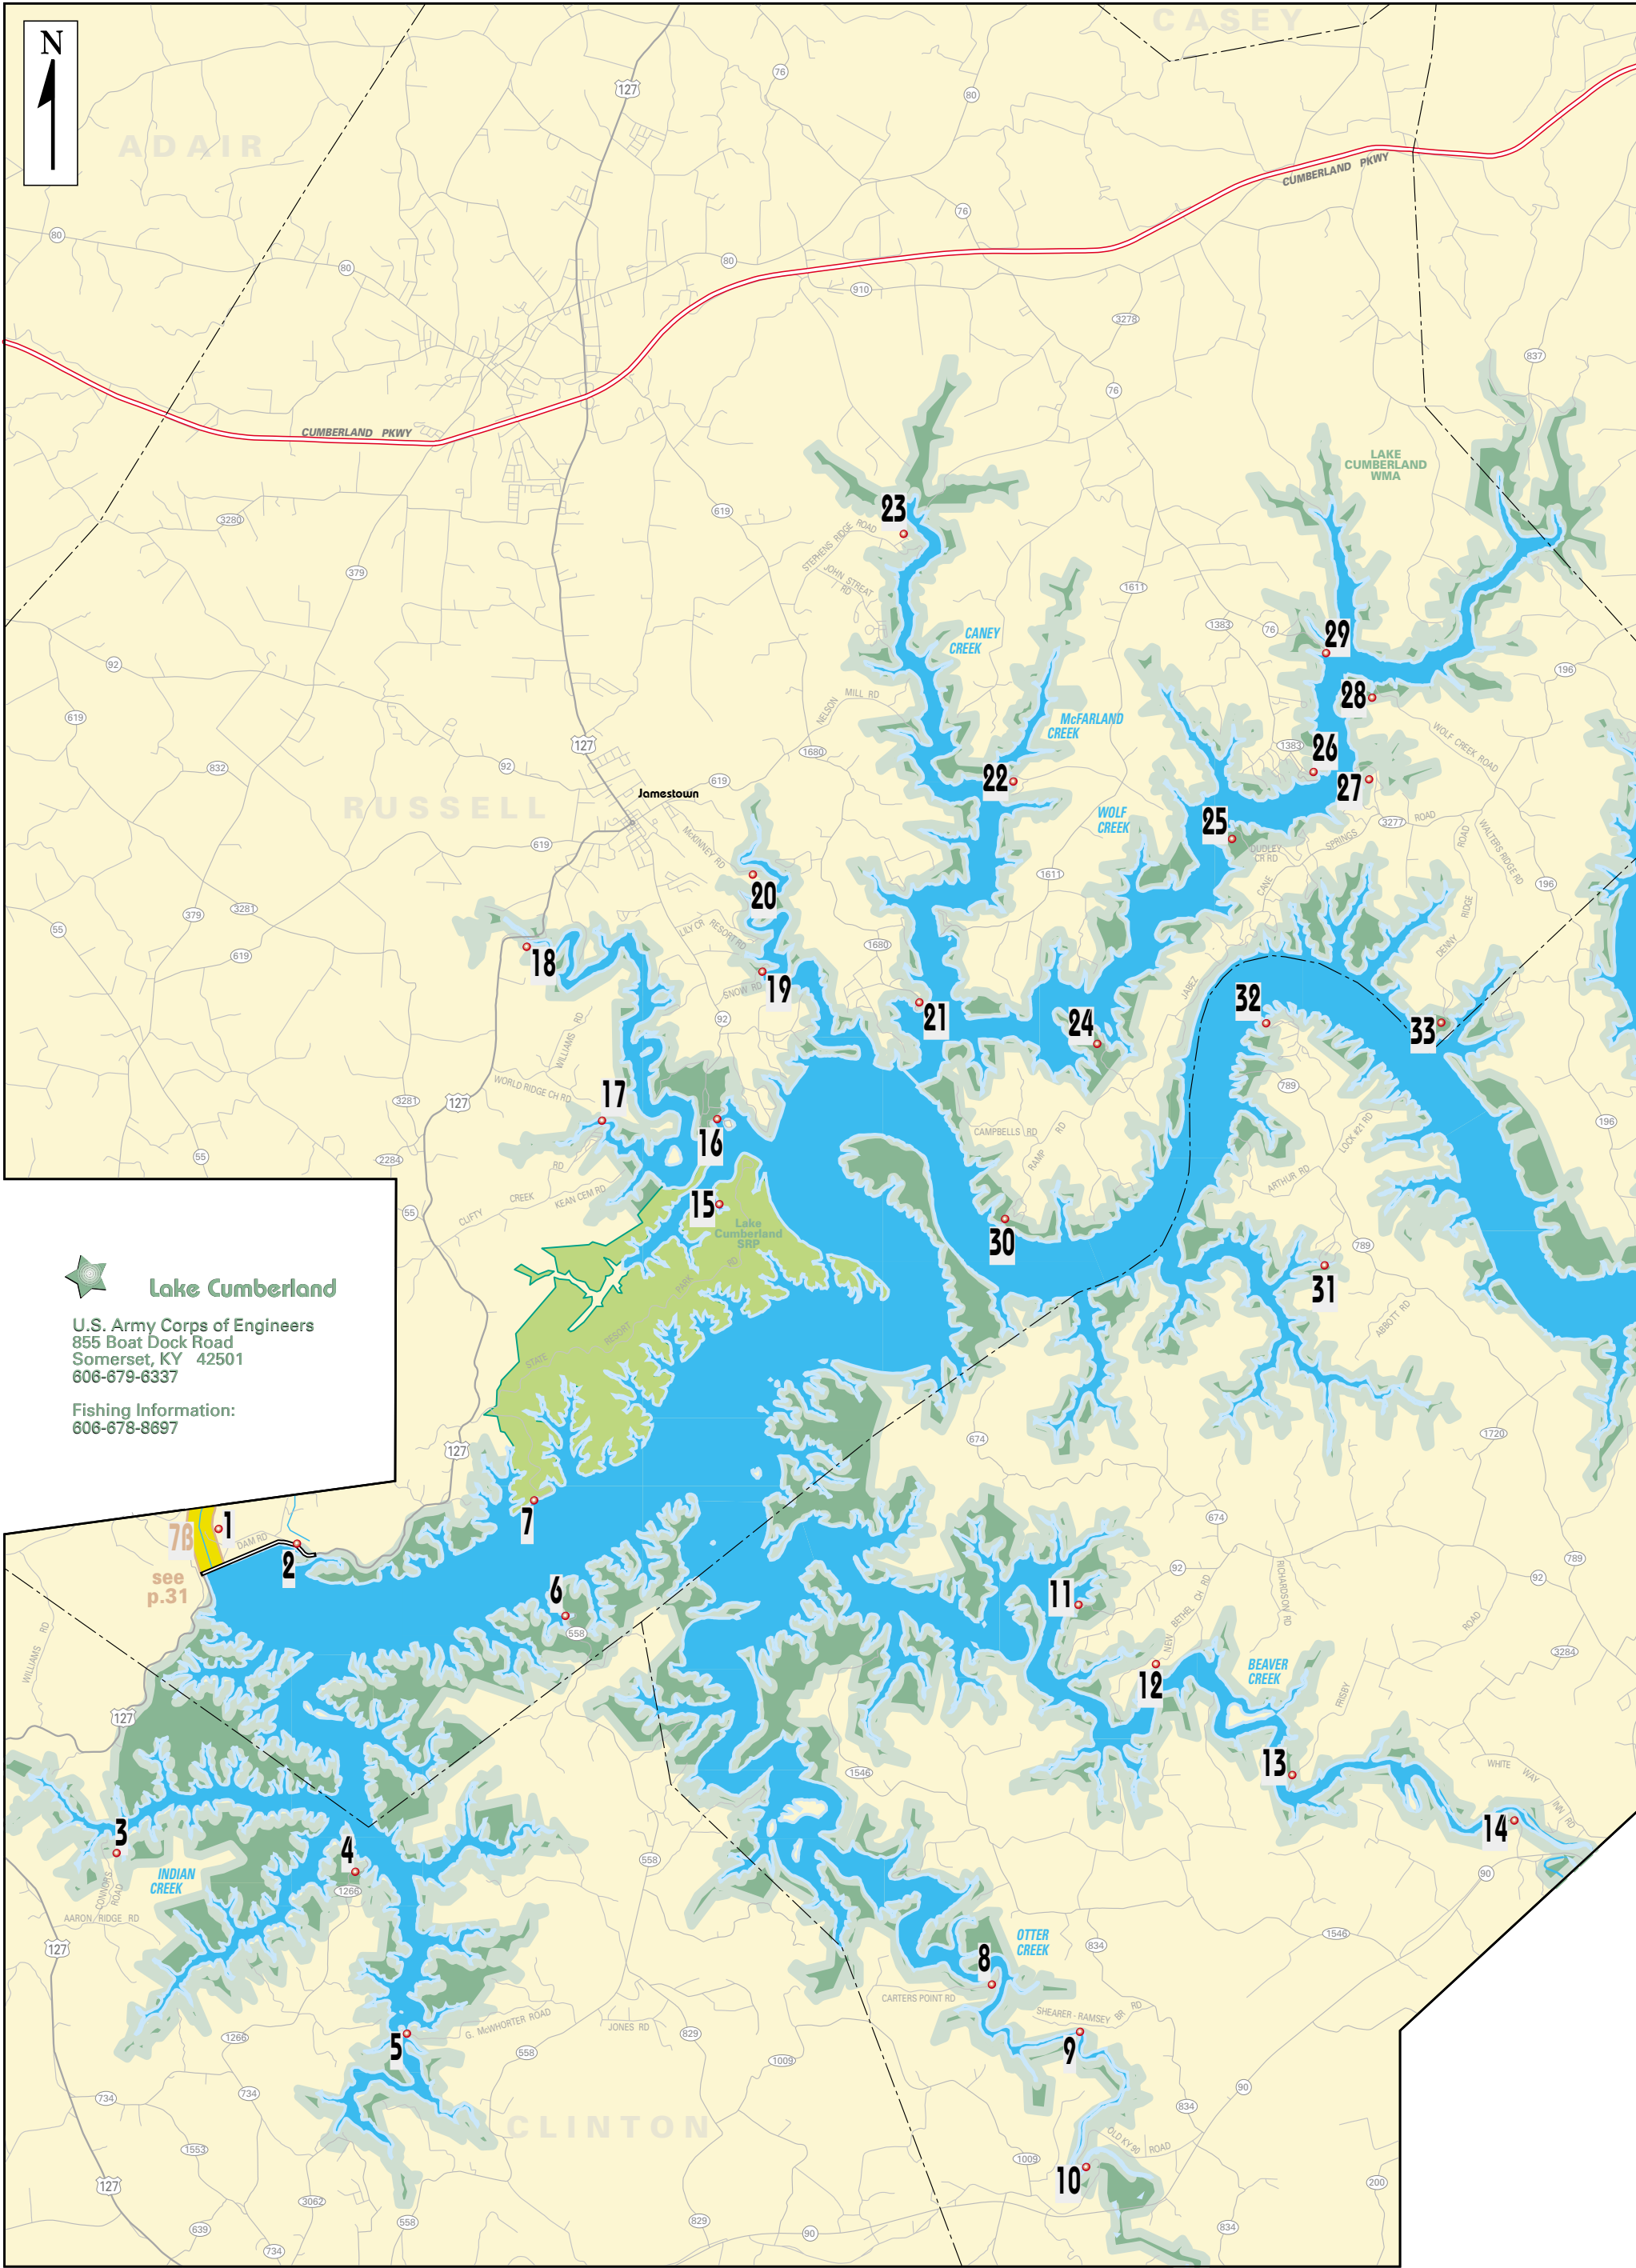 CASEY
N
76
127
80
ADAIR
CUMBERLAND PKWY
76
80
80
80
910
3278
837
76
CUMBERLAND PKWY
LAKE
CUMBERLAND
WMA
23
619
3280
STEPHENS RIDGE ROAD
JOHN STREAT
RD
379
1611
1383
76
29
CANEY
CREEK
92
196
28
MILL RD
NELSON
619
McFARLAND
CREEK
WOLF CREEK ROAD
127
1680
1383
26
92
832
619
22
27
Jamestown
RUSSELL
WOLF
CREEK
25
3277
ROAD
SPRINGS
619
McKINNEY RD
DUDLEY
CR RD
ROAD
WALTERS RIDGE RD
20
1611
CANE
196
379
3281
RIDGE
55
LILY CR RESORT RD
1680
DENNY
619
18
19
SNOW RD
JABEZ
32
21
24
33
92
WILLIAMS RD
WORLD RIDGE CH RD
17
789
3281
127
16
CAMPBELLS RD
RAMP RD
LOCK #21 RD
196
55
2284
RD
CREEK
KEAN CEM RD
ARTHUR RD
15
CLIFTY
55
Lake
Cumberland
SRP
30
789
PARK RD
31
Lake Cumberland
U.S. Army Corps of Engineers
855 Boat Dock Road
Somerset, KY 42501
606-679-6337
Fishing Information:
606-678-8697
ABBOTT RD
STATE RESORT
674
1720
127
7
674
1
7B
DAM RD
2
see
p.31
789
92
92
6
11
NEW BETHEL CH RD
RICHARDSON RD
558
WILLIAMS RD
ROAD
3284
12
BEAVER
CREEK
FRISBY
127
13
1546
WHITE WAY
INN RD
3
4
14
558
INDIAN
CREEK
CONNORS
ROAD
1266
90
AARON RIDGE RD
127
OTTER
CREEK
8
834
1546
CARTERS POINT RD
SHEARER - RAMSEY BR RD
G. McWHORTER ROAD
JONES RD
1266
5
829
9
558
1009
734
734
90
834
CLINTON
OLD KY 90 ROAD
1553
1009
10
127
200
3062
558
829
639
90
834
734